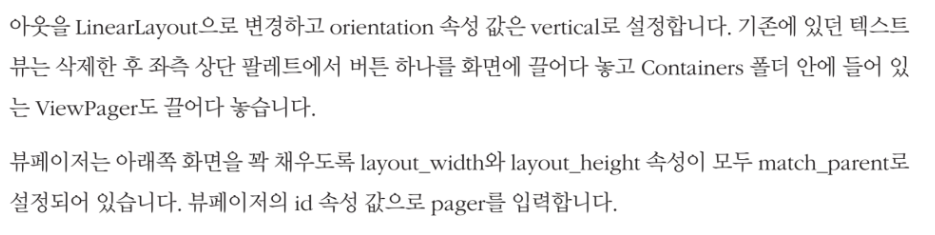 아웃을 LinearLayout으로 변경하고 orientation 속성 값은 vertical로 설정합니다. 기존에 있던 텍스트
뷰는 삭제한 후 좌측 상단 팔레트에서 버튼 하나를 화면에 끌어다 놓고 Containers 폴더 안에 들어 있
는 ViewPager도 끌어다 놓습니다.
뷰페이저는 아래쪽 화면을 꽉 채우도록 layout_width와 layout_height 속성이 모두 match_parent로
설정되어 있습니다. 뷰페이저의 id 속성 값으로 pager를 입력합니다.